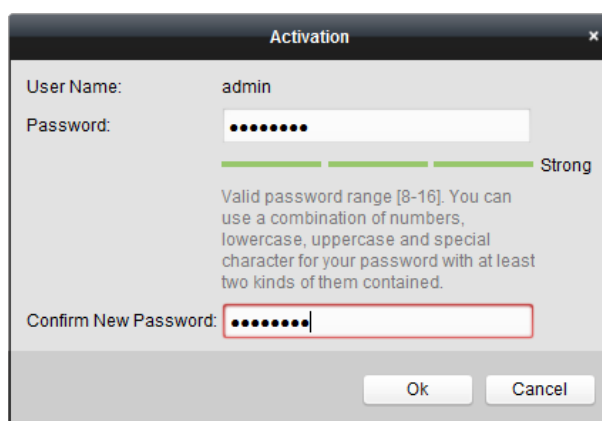 Activation
User Name: admin
Password: ●●●●●●●●
Strong
Valid password range [8-16]. You can
use a combination of numbers,
lowercase, uppercase and special
character for your password with at least
two kinds of them contained.
Confirm New Password: ●●●●●●●●
Ok Cancel